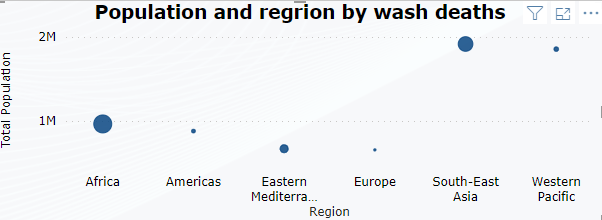 Population and regrion by wash deaths
2M
1M
Total Population
Africa
Americas
Eastern
Mediterra...
Europe
South-East
Asia
Western
Pacific
Region